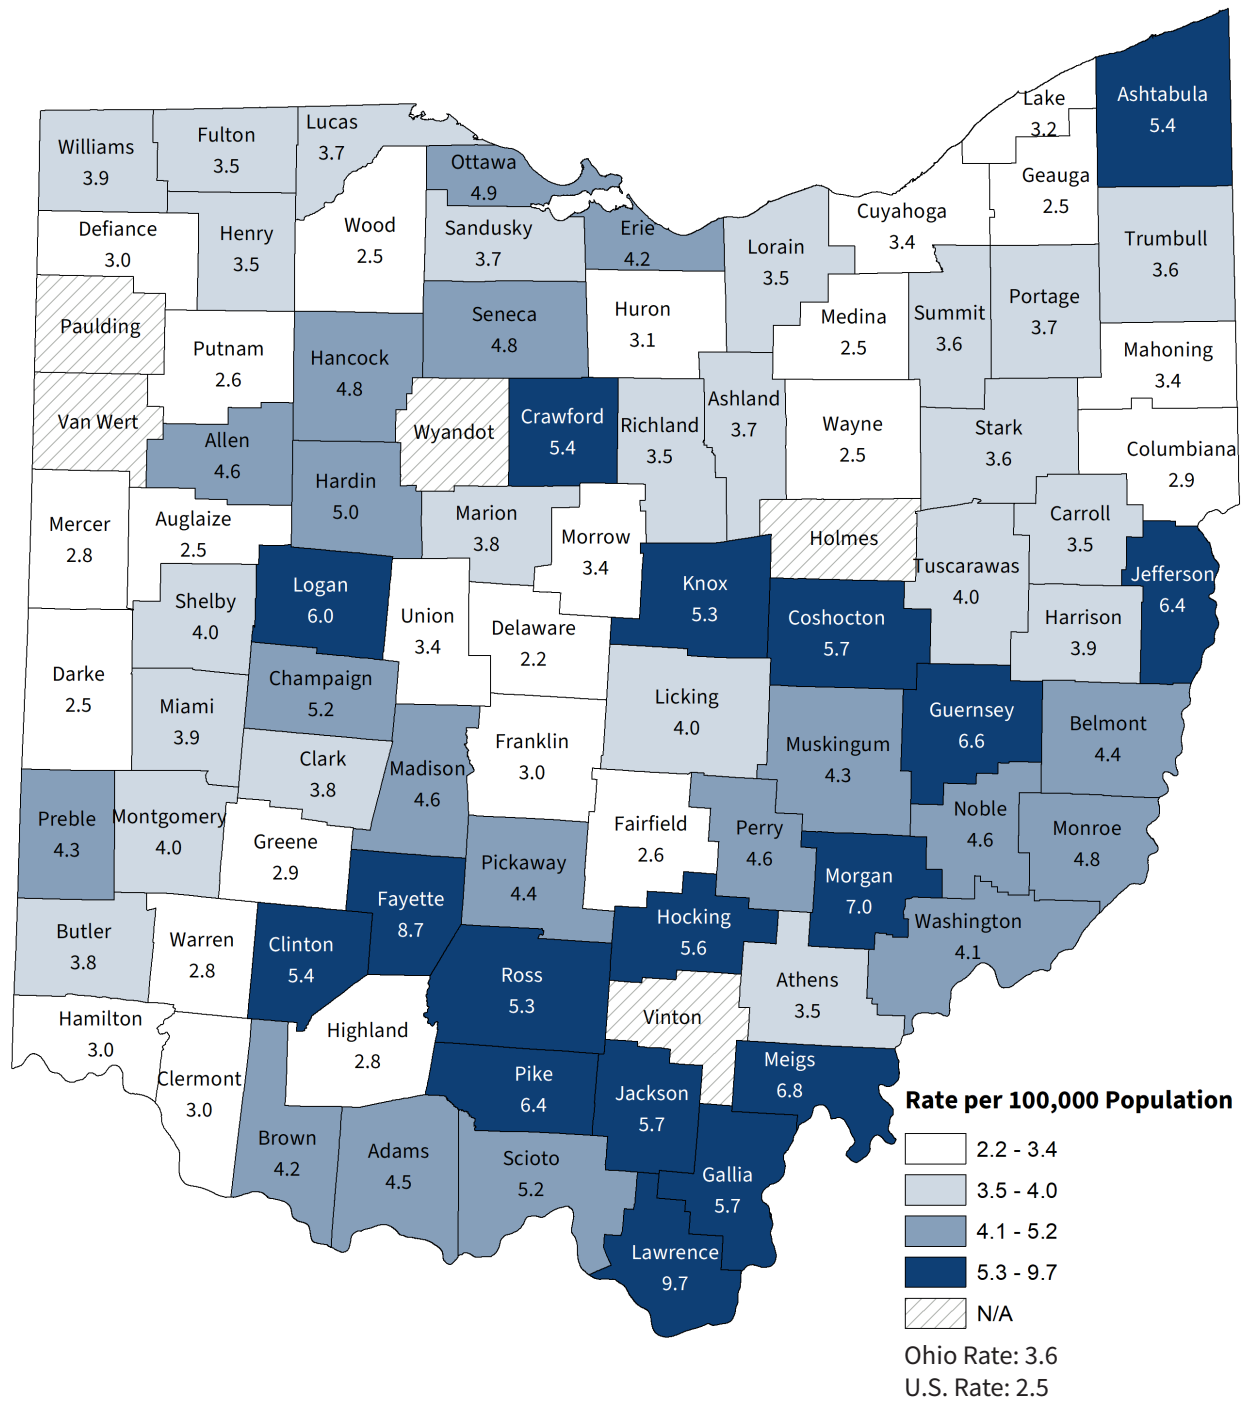 Lake
3.2
Ashtabula
5.4
Williams
3.9
Fulton
3.5
Lucas
3.7
Ottawa
4.9
Geauga
2.5
Defiance
3.0
Henry
3.5
Wood
2.5
Sandusky
3.7
Erie
4.2
Lorain
3.5
Cuyahoga
3.4
Trumbull
3.6
Paulding
Putnam
2.6
Hancock
4.8
Seneca
4.8
Huron
3.1
Medina
2.5
Summit
3.6
Portage
3.7
Mahoning
3.4
Van Wert
Allen
4.6
Wyandot
Crawford
5.4
Richland
3.5
Ashland
3.7
Wayne
2.5
Stark
3.6
Columbiana
2.9
Mercer
2.8
Auglaize
2.5
Hardin
5.0
Marion
3.8
Morrow
3.4
Holmes
Carroll
3.5
Tuscarawas
4.0
Jefferson
6.4
Shelby
4.0
Logan
6.0
Union
3.4
Delaware
2.2
Knox
5.3
Coshocton
5.7
Harrison
3.9
Darke
2.5
Miami
3.9
Champaign
5.2
Licking
4.0
Guernsey
6.6
Belmont
4.4
Clark
3.8
Madison
4.6
Franklin
3.0
Muskingum
4.3
Preble
4.3
Montgomery
4.0
Greene
2.9
Fairfield
2.6
Perry
4.6
Noble
4.6
Monroe
4.8
Pickaway
4.4
Morgan
7.0
Fayette
8.7
Hocking
5.6
Washington
4.1
Butler
3.8
Warren
2.8
Clinton
5.4
Ross
5.3
Athens
3.5
Hamilton
3.0
Highland
2.8
Vinton
Clermont
3.0
Pike
6.4
Jackson
5.7
Meigs
6.8
Brown
4.2
Adams
4.5
Scioto
5.2
Gallia
5.7
Lawrence
9.7
Rate per 100,000 Population
2.2 - 3.4
3.5 - 4.0
4.1 - 5.2
5.3 - 9.7
N/A
Ohio Rate: 3.6
U.S. Rate: 2.5